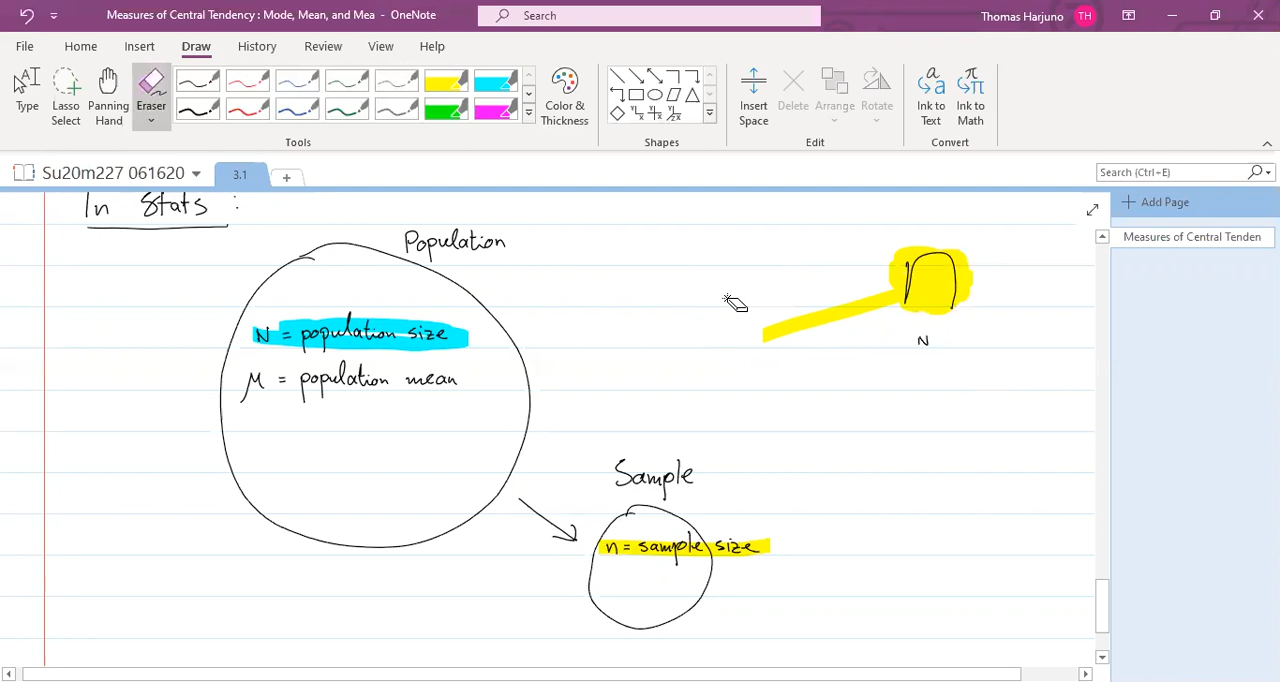 Measures of Central Tendency : Mode, Mean, and Mea - OneNote
Search
Thomas Harjuno
TH
File Home Insert Draw History Review View Help
Type
Lasso Select
Panning Hand
Eraser
Color & Thickness
Insert Space
Delete
Arrange
Rotate
Ink to Text
Ink to Math
Tools
Shapes
Edit
Convert
Su20m227 061620
3.1
Search (Ctrl+E)
Add Page
Measures of Central Tenden
In Stats :
Population
N = population size
μ = population mean
n
N
Sample
n = sample size